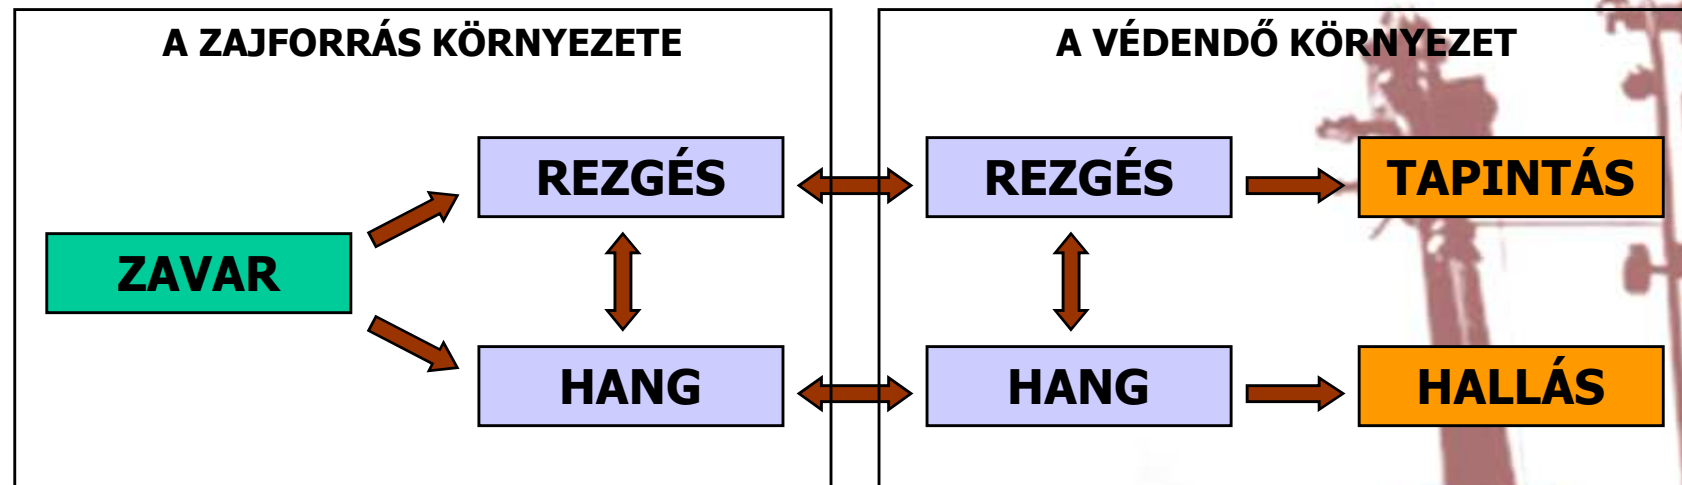 A ZAJFORRÁS KÖRNYEZETE
A VÉDENDŐ KÖRNYEZET
REZGÉS
REZGÉS
TAPINTÁS
ZAVAR
HANG
HANG
HALLÁS